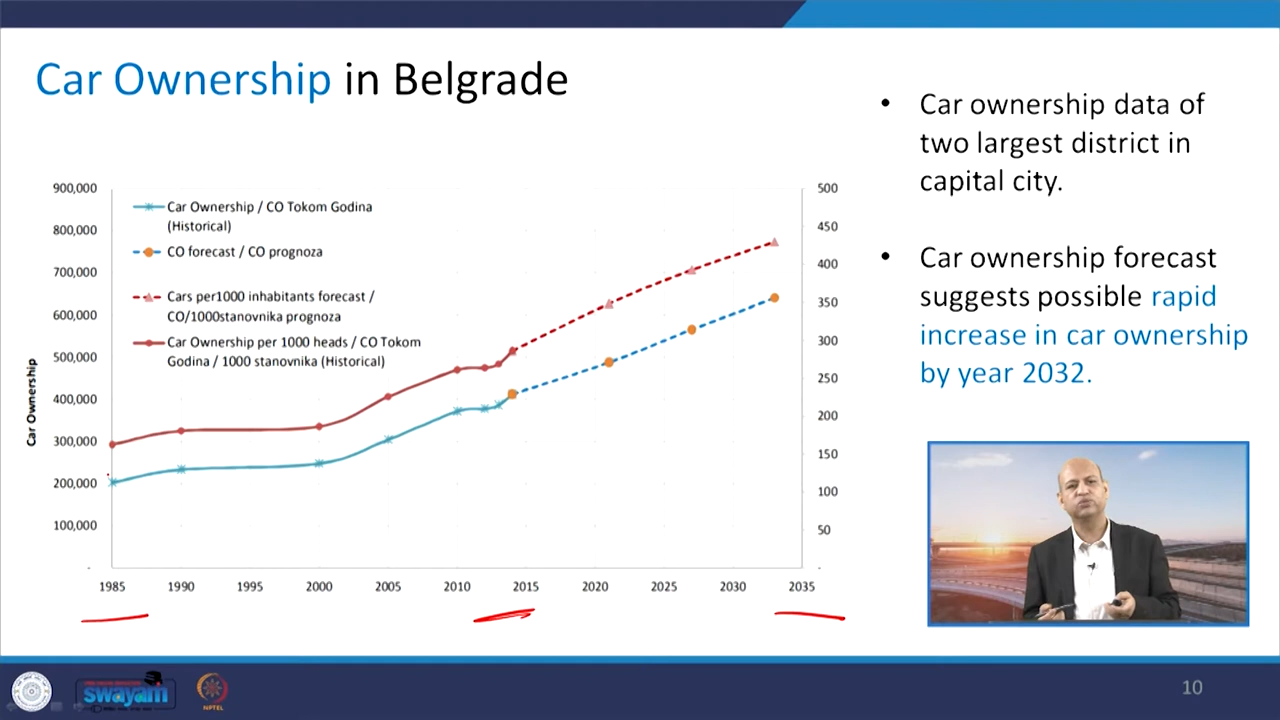 Car Ownership in Belgrade
• Car ownership data of
two largest district in
capital city.
• Car ownership forecast
suggests possible rapid
increase in car ownership
by year 2032.
Car Ownership
900,000
800,000
700,000
600,000
500,000
400,000
300,000
200,000
100,000
-
Car Ownership / CO Tokom Godina
(Historical)
CO forecast / CO prognoza
Cars per1000 inhabitants forecast /
CO/1000stanovnika prognoza
Car Ownership per 1000 heads / CO Tokom
Godina / 1000 stanovnika (Historical)
500
450
400
350
300
250
200
150
100
50
-
1985 1990 1995 2000 2005 2010 2015 2020 2025 2030 2035
swayam
NPTEL
10